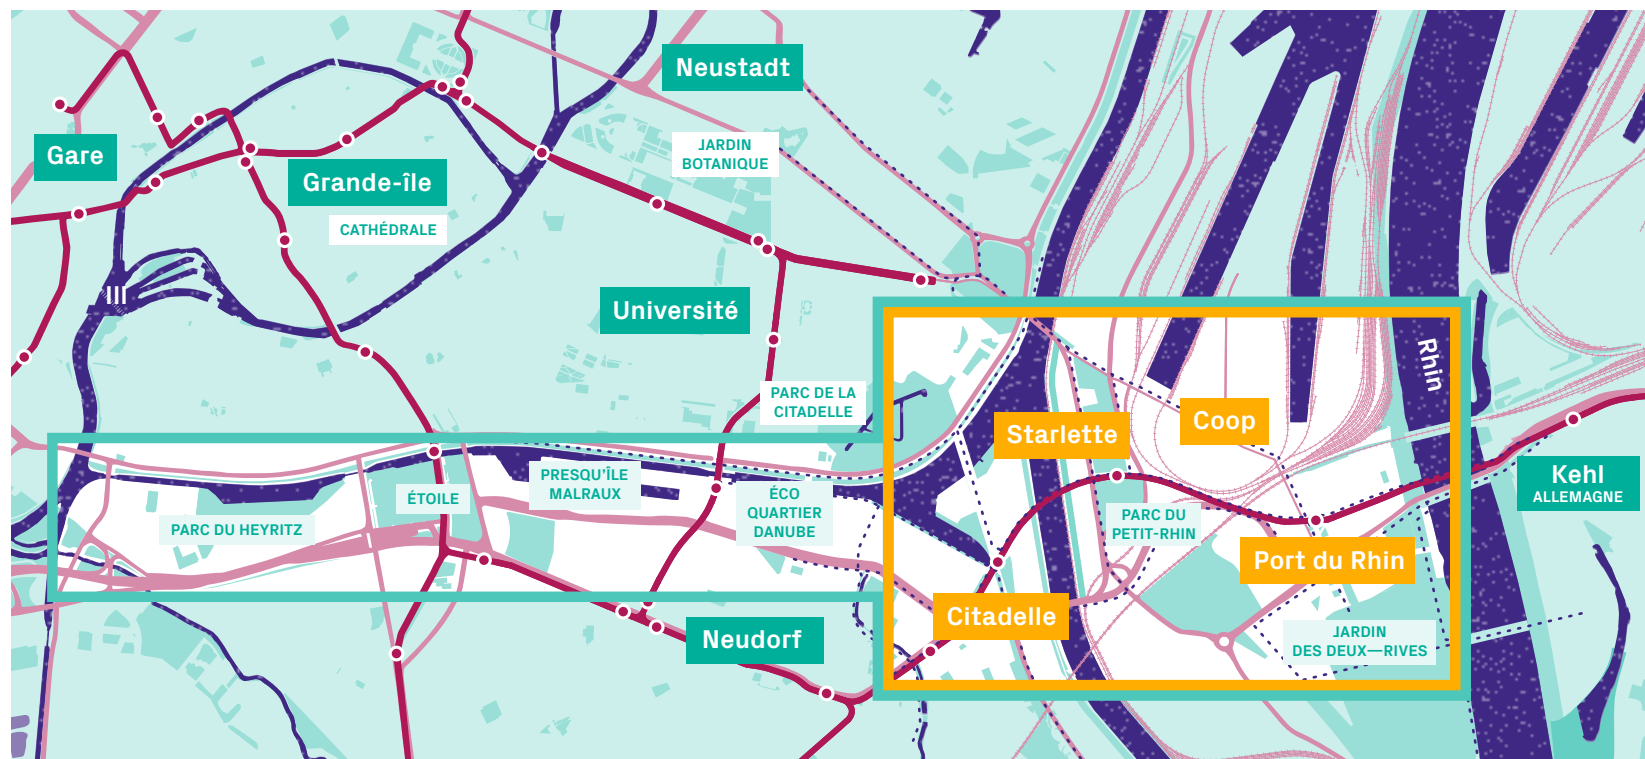 Neustadt
JARDIN
BOTANIQUE
Gare
Grande-île
CATHÉDRALE
Ill
Université
Rhin
PARC DE LA
CITADELLE
Starlette
Coop
Kehl
ALLEMAGNE
PRESQU'ÎLE
MALRAUX
ÉTOILE
ÉCO
QUARTIER
DANUBE
PARC DU HEYRITZ
PARC DU
PETIT-RHIN
Port du Rhin
Citadelle
Neudorf
JARDIN
DES DEUX—RIVES